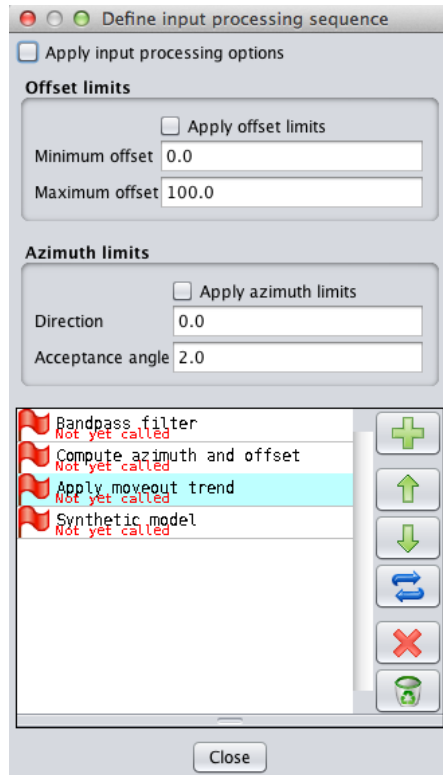 Define input processing sequence
Apply input processing options
Offset limits
Apply offset limits
Minimum offset 0.0
Maximum offset 100.0
Azimuth limits
Apply azimuth limits
Direction 0.0
Acceptance angle 2.0
Bandpass filter
Not yet called
Compute azimuth and offset
Not yet called
Apply moveout trend
Not yet called
Synthetic model
Not yet called
Close